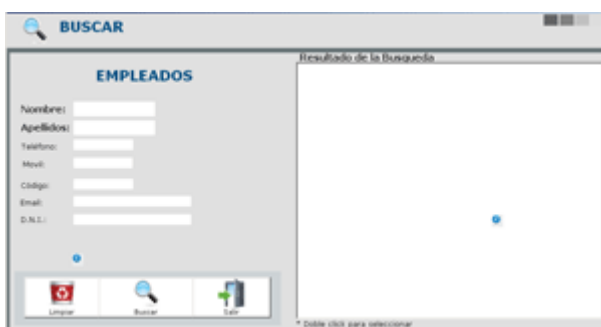 BUSCAR
EMPLEADOS
Nombre:
Apellidos:
Teléfono:
Movil:
Código:
Email:
D.N.I.:
Limpiar
Buscar
Salir
Resultado de la Busqueda
* Doble click para seleccionar